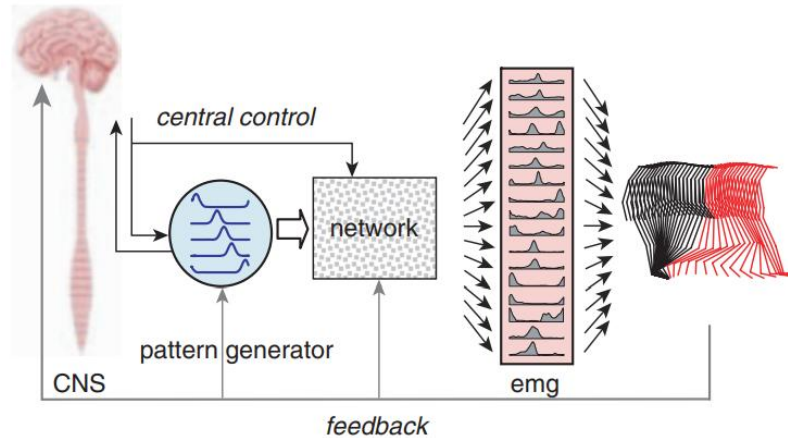 central control
network
pattern generator
CNS
emg
feedback